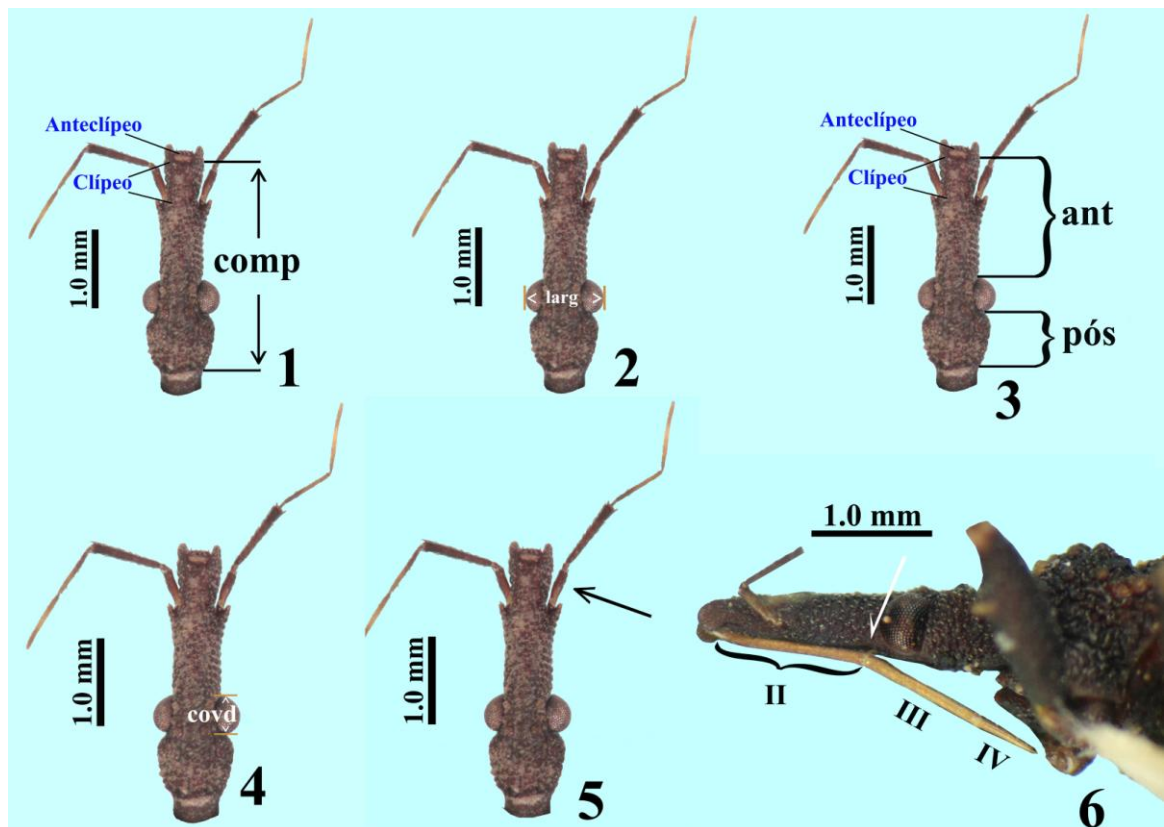 Anteclípeo
Clípeo
comp
1.0 mm
1
< larg >
1.0 mm
2
Anteclípeo
Clípeo
ant
pós
1.0 mm
3
covd
1.0 mm
4
1.0 mm
5
1.0 mm
II
III
IV
6